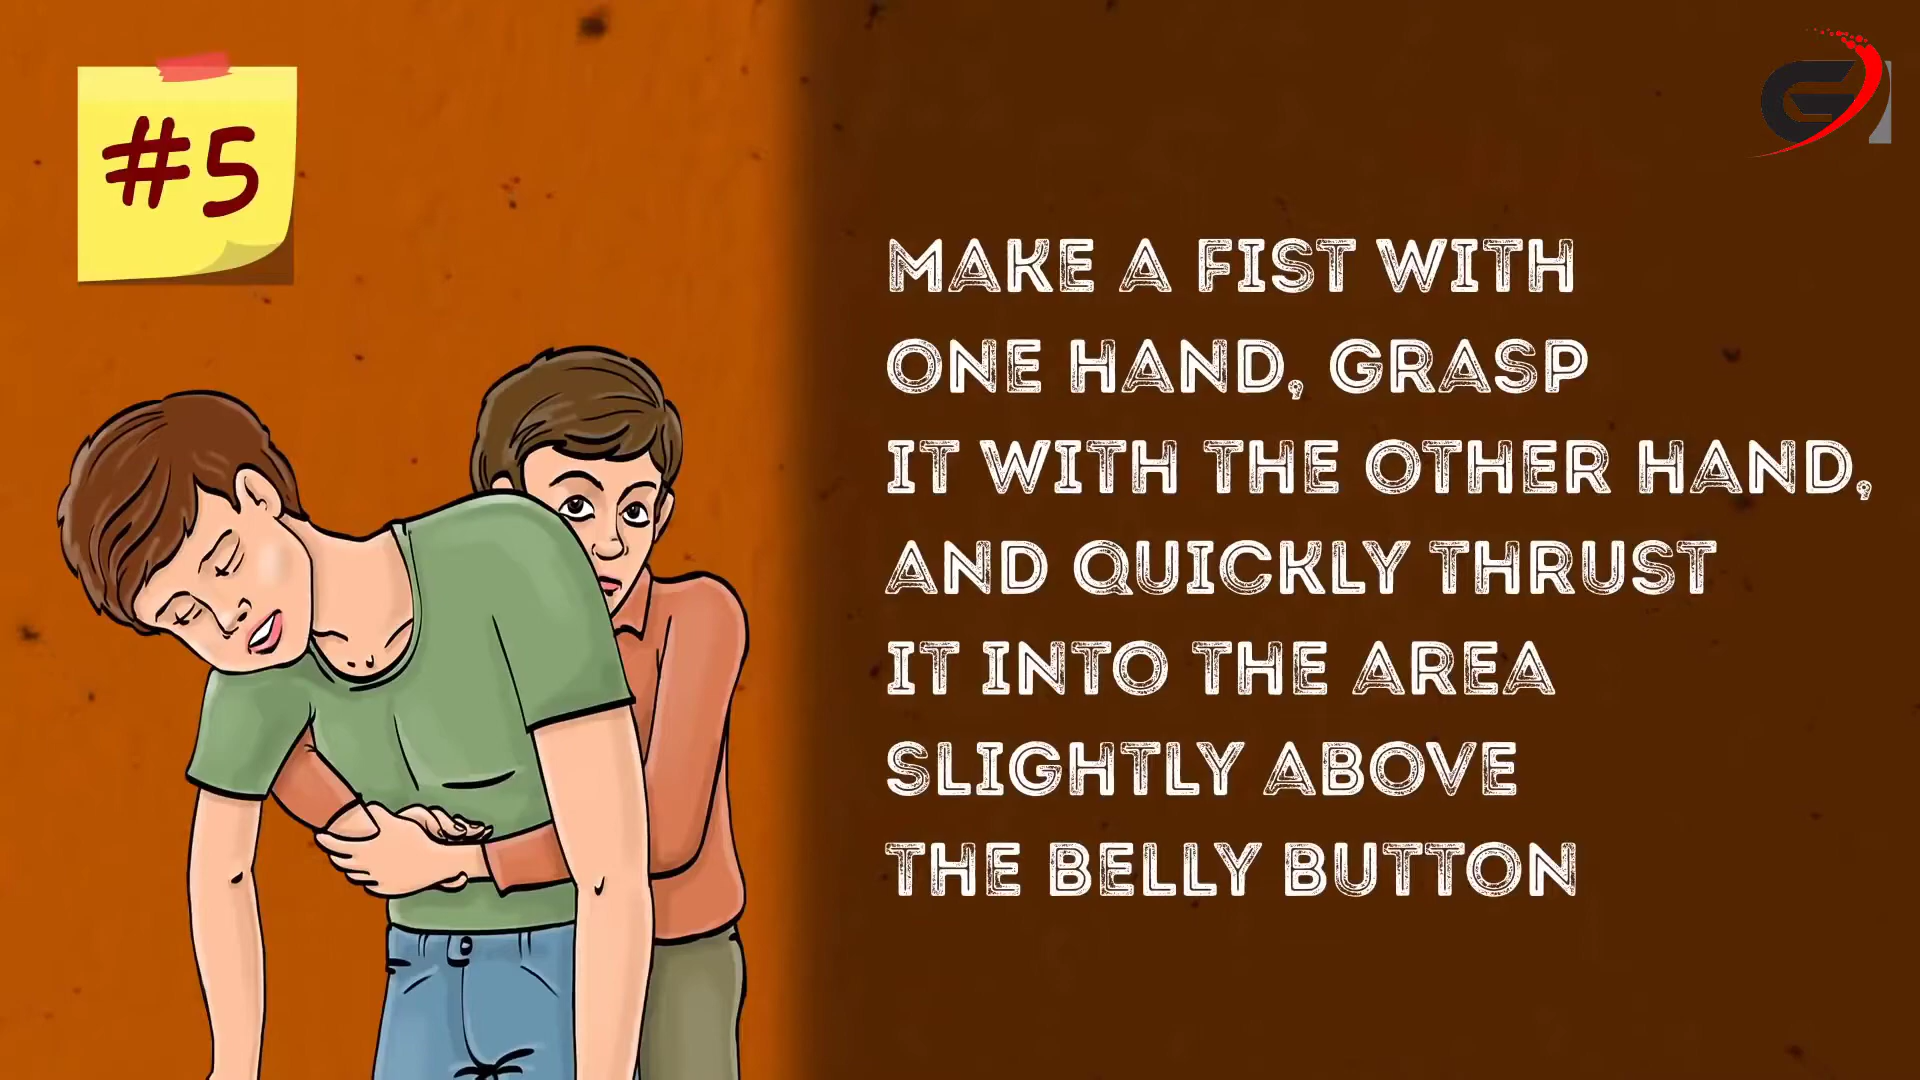 #5
MAKE A FIST WITH
ONE HAND, GRASP
IT WITH THE OTHER HAND,
AND QUICKLY THRUST
IT INTO THE AREA
SLIGHTLY ABOVE
THE BELLY BUTTON